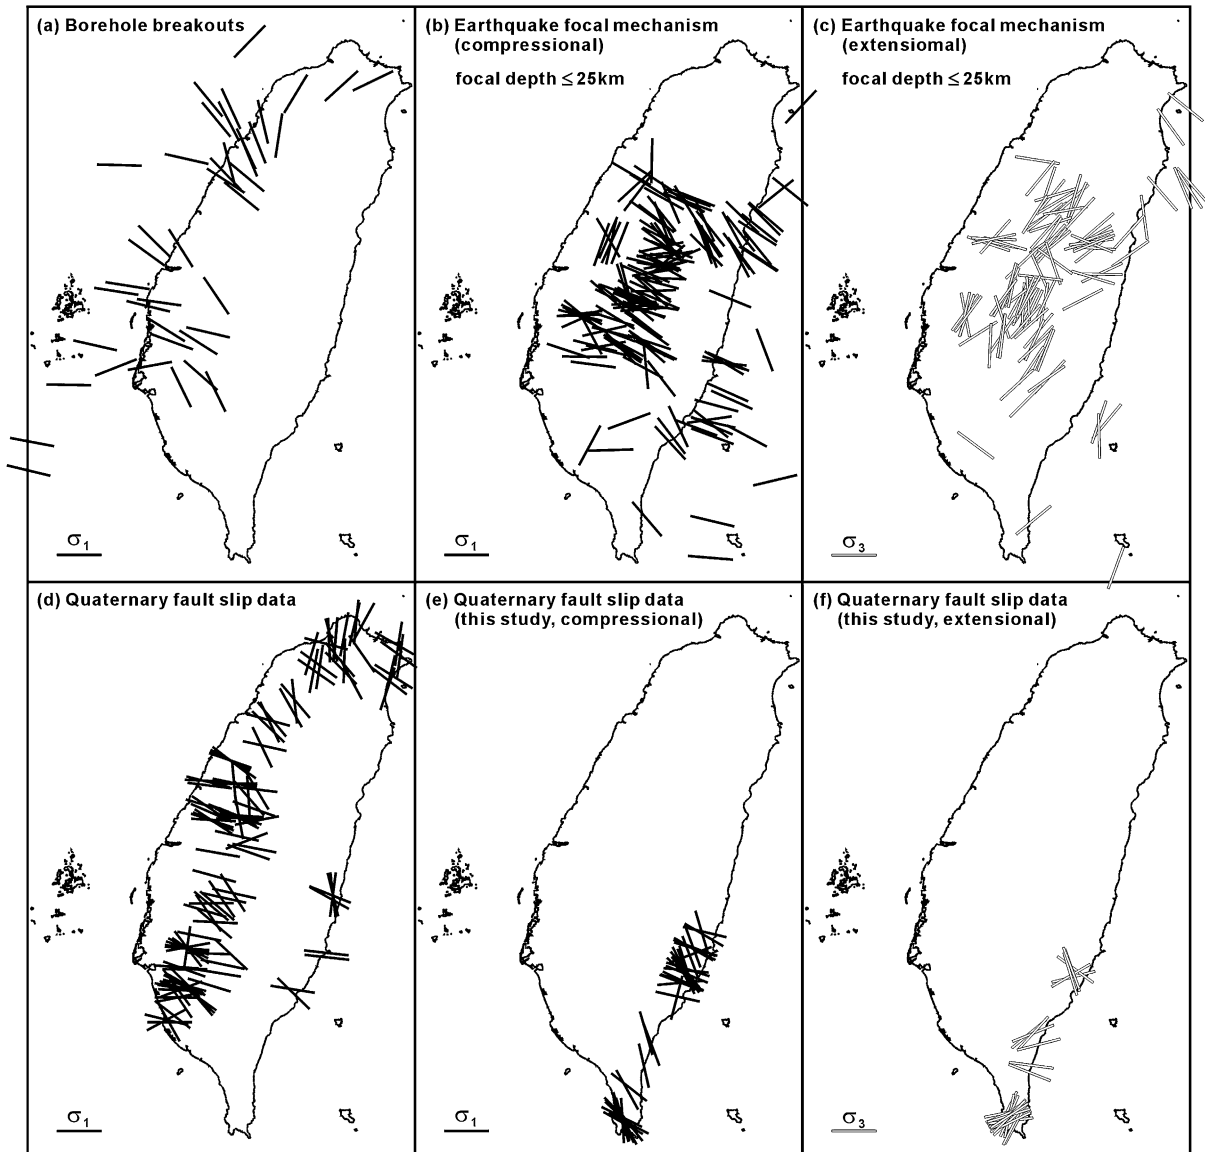 (a) Borehole breakouts
σ1
(b) Earthquake focal mechanism
(compressional)
focal depth ≤ 25km
σ1
(c) Earthquake focal mechanism
(extensiomal)
focal depth ≤ 25km
σ3
(d) Quaternary fault slip data
σ1
(e) Quaternary fault slip data
(this study, compressional)
σ1
(f) Quaternary fault slip data
(this study, extensional)
σ3